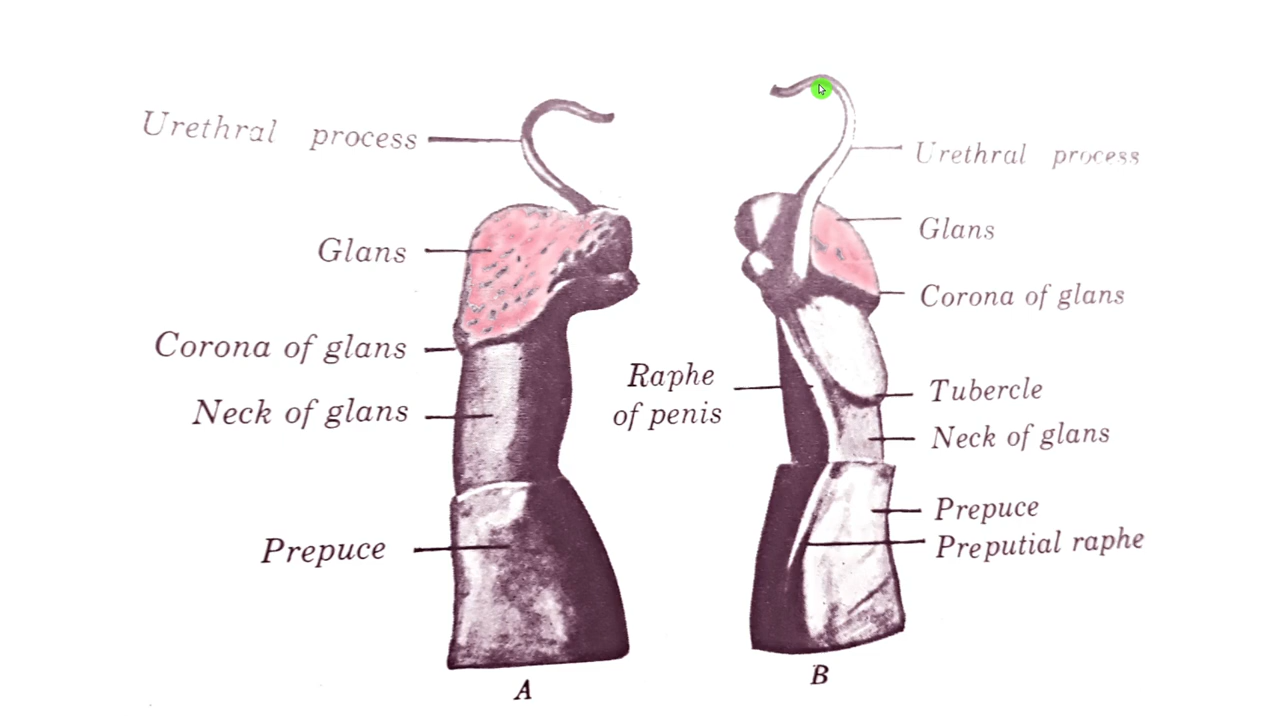 Urethral process
Glans
Corona of glans
Neck of glans
Prepuce
A
Raphe
of penis
Urethral process
Glans
Corona of glans
Tubercle
Neck of glans
Prepuce
Preputial raphe
B